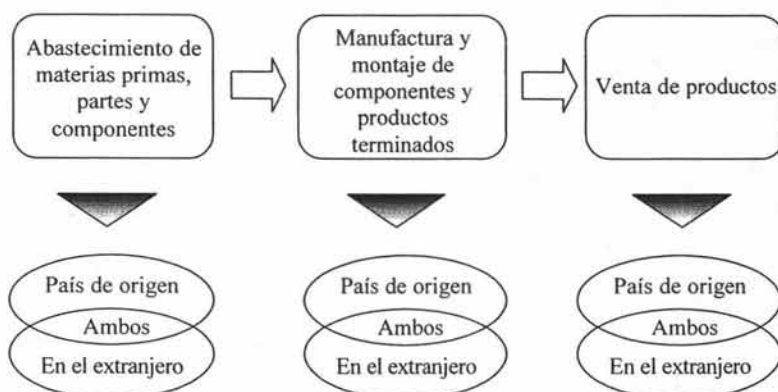 Abastecimiento de
materias primas,
partes y
componentes
Manufactura y
montaje de
componentes y
productos
terminados
Venta de productos
País de origen
Ambos
En el extranjero
País de origen
Ambos
En el extranjero
País de origen
Ambos
En el extranjero